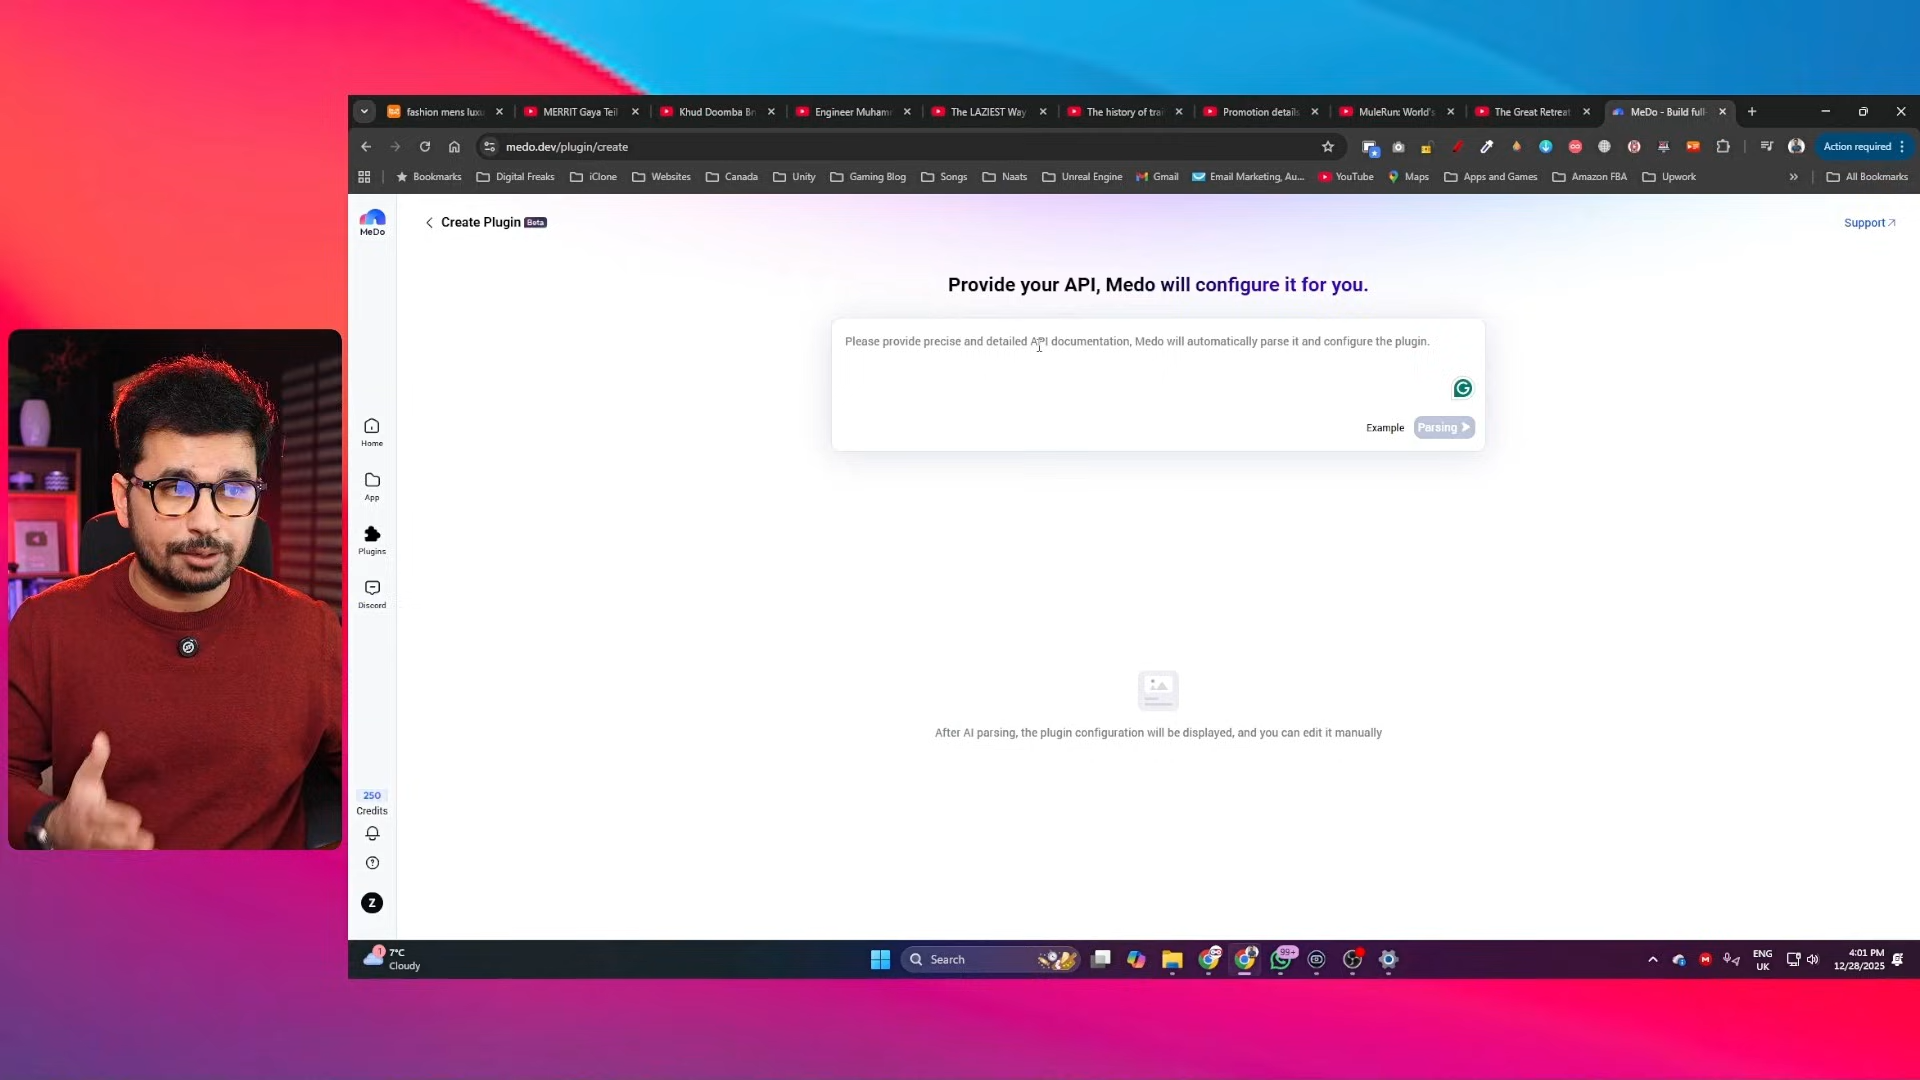 fashion mens luxu
MERRIT Gaya Teil
Khud Doomba Bn
Engineer Muhamm
The LAZIEST Way
The history of trai
Promotion details
MuleRun: World's
The Great Retreat
MeDo - Build full-
medo.dev/plugin/create
Action required
Bookmarks
Digital Freaks
iClone
Websites
Canada
Unity
Gaming Blog
Songs
Naats
Unreal Engine
Gmail
Email Marketing, Au...
YouTube
Maps
Apps and Games
Amazon FBA
Upwork
All Bookmarks
MeDo
Create Plugin Beta
Support
Provide your API, Medo will configure it for you.
Please provide precise and detailed API documentation, Medo will automatically parse it and configure the plugin.
Example
Parsing
Home
App
Plugins
Discord
After AI parsing, the plugin configuration will be displayed, and you can edit it manually
250
Credits
Z
1
7°C
Cloudy
Search
99+
ENG
UK
4:01 PM
12/28/2025